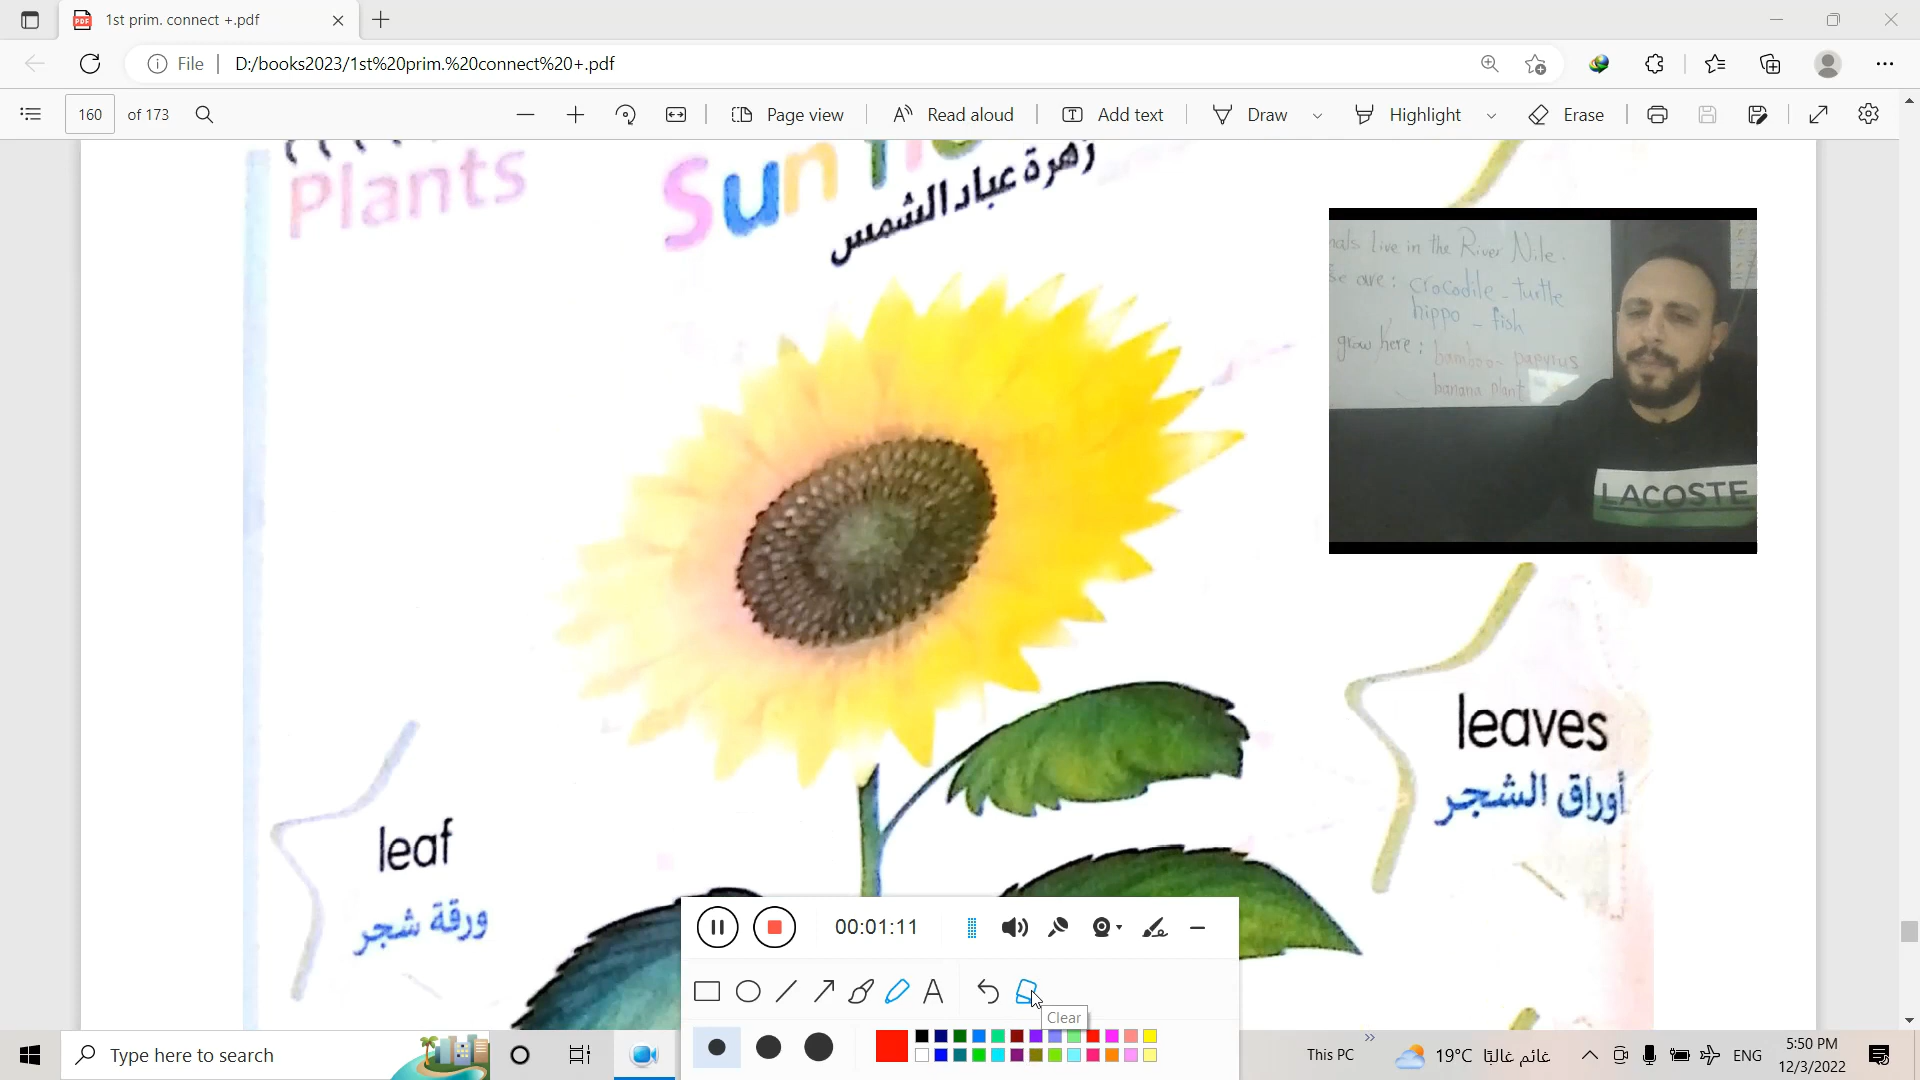 1st prim. connect +.pdf
File
D:/books2023/1st%20prim.%20connect%20+.pdf
160 of 173
Page view
Read aloud
Add text
Draw
Highlight
Erase
Plants
Sun
زهرة عباد الشمس
Live in the River Nile.
are: crocodile - turtle
hippo - fish
grow here: bamboo - papyrus
banana plant
LACOSTE
leaves
أوراق الشجر
leaf
ورقة شجر
00:01:11
A
Clear
Type here to search
This PC
19°C غائم غالبًا
ENG
5:50 PM
12/3/2022